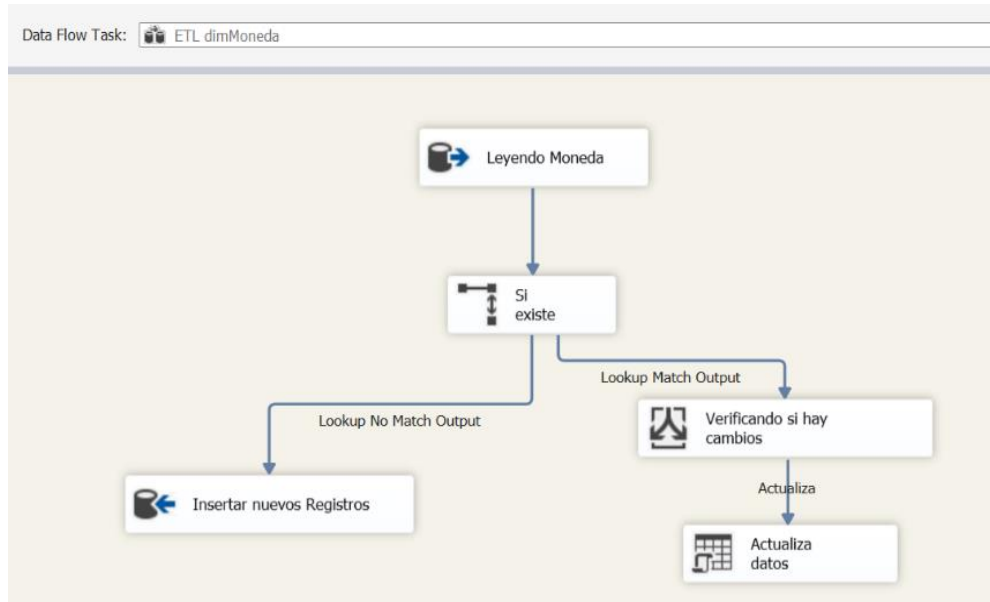 Data Flow Task: ETL dimMoneda
Leyendo Moneda
Si
existe
Lookup Match Output
Lookup No Match Output
Verificando si hay
cambios
Insertar nuevos Registros
Actualiza
Actualiza
datos